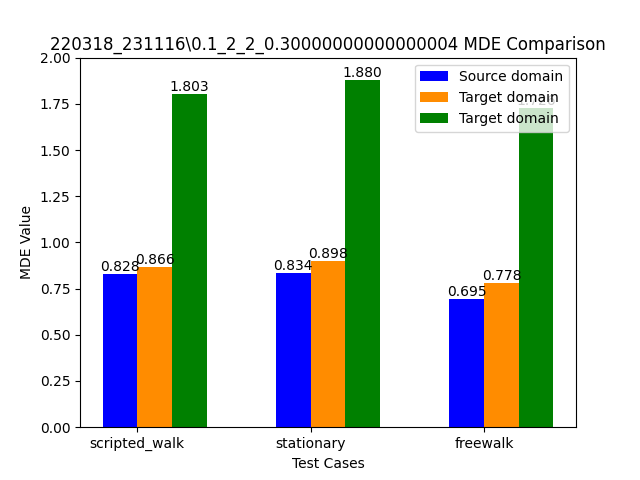 220318_231116\0.1_2_2_0.30000000000000004 MDE Comparison
2.00
1.75
1.50
1.25
1.00
0.75
0.50
0.25
0.00
MDE Value
0.828
0.866
1.803
0.834
0.898
1.880
0.695
0.778
Source domain
Target domain
Target domain
scripted_walk
stationary
freewalk
Test Cases